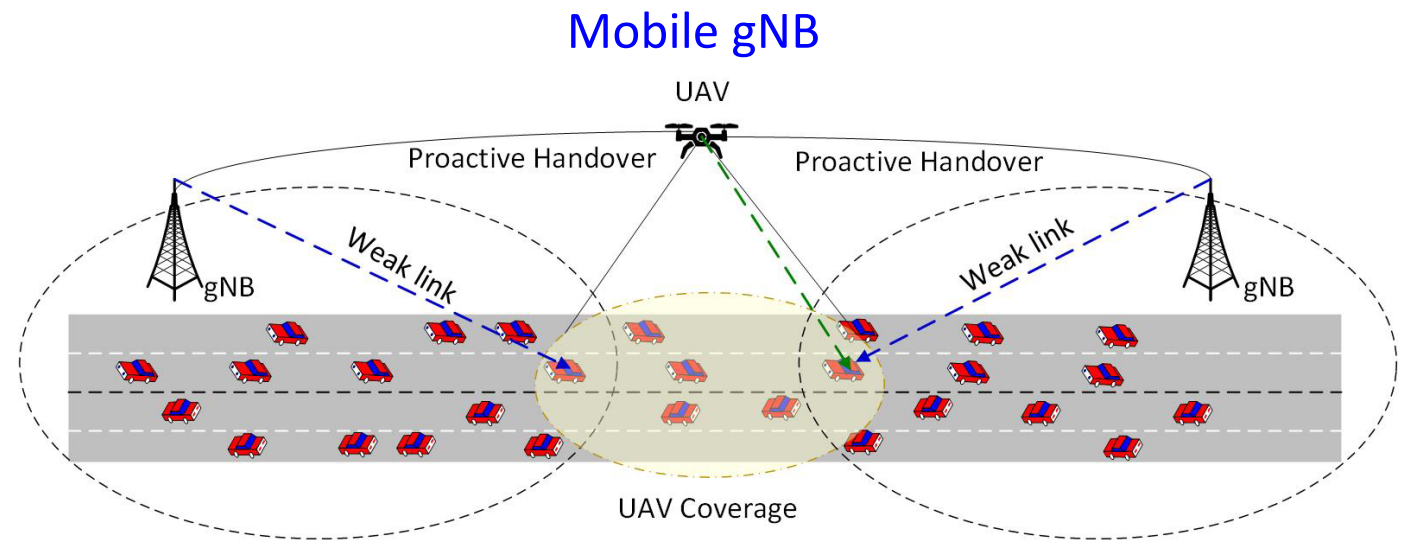 Mobile gNB
UAV
Proactive Handover
Proactive Handover
Weak link
Weak link
gNB
gNB
UAV Coverage